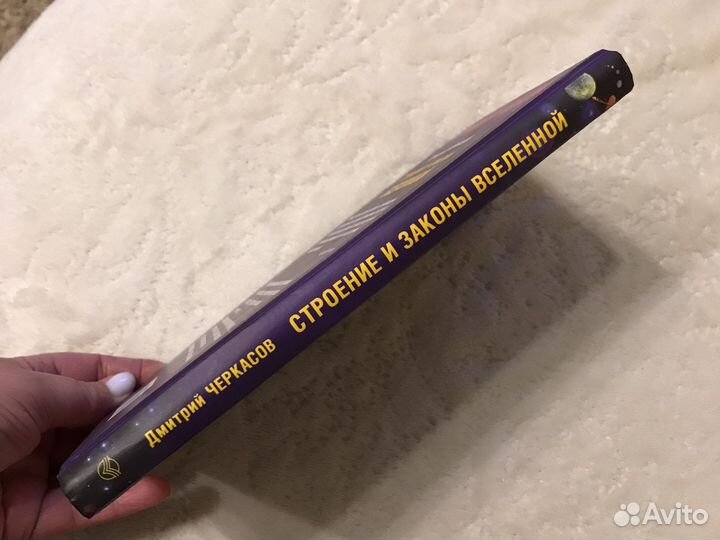 Дмитрий ЧЕРКАСОВ СТРОЕНИЕ И ЗАКОНЫ ВСЕЛЕННОЙ
Avito